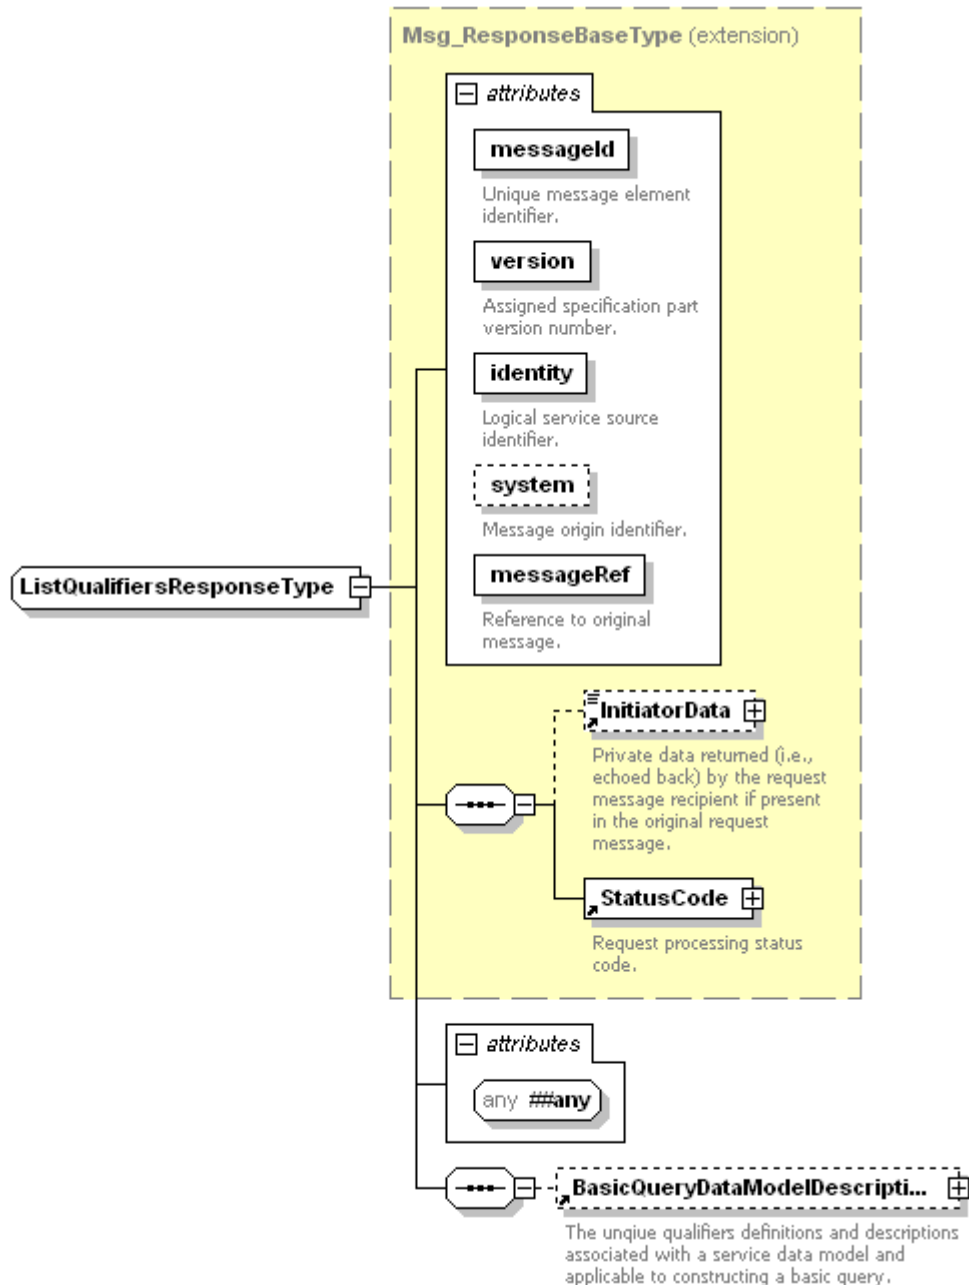 Msg_ResponseBaseType (extension)
attributes
messageId
Unique message element
identifier.
version
Assigned specification part
version number.
identity
Logical service source
identifier.
system
Message origin identifier.
ListQualifiersResponseType
messageRef
Reference to original
message.
InitiatorData
Private data returned (i.e.,
echoed back) by the request
message recipient if present
in the original request
message.
StatusCode
Request processing status
code.
attributes
any ##any
BasicQueryDataModelDescripti...
The unqiue qualifiers definitions and descriptions
associated with a service data model and
applicable to constructing a basic query.